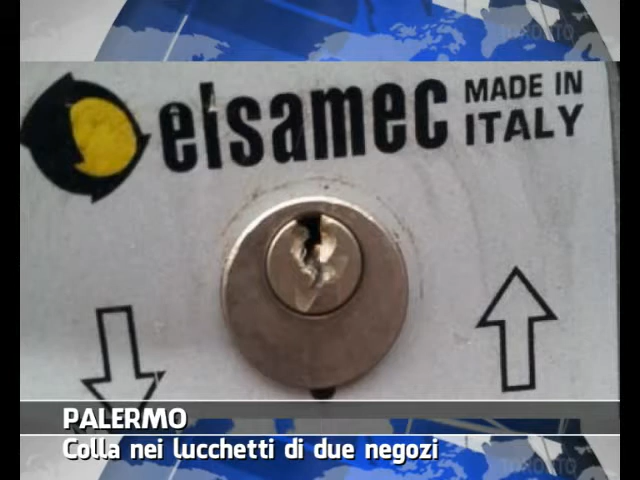 elsamec MADE IN
ITALY
PALERMO
Colla nei lucchetti di due negozi